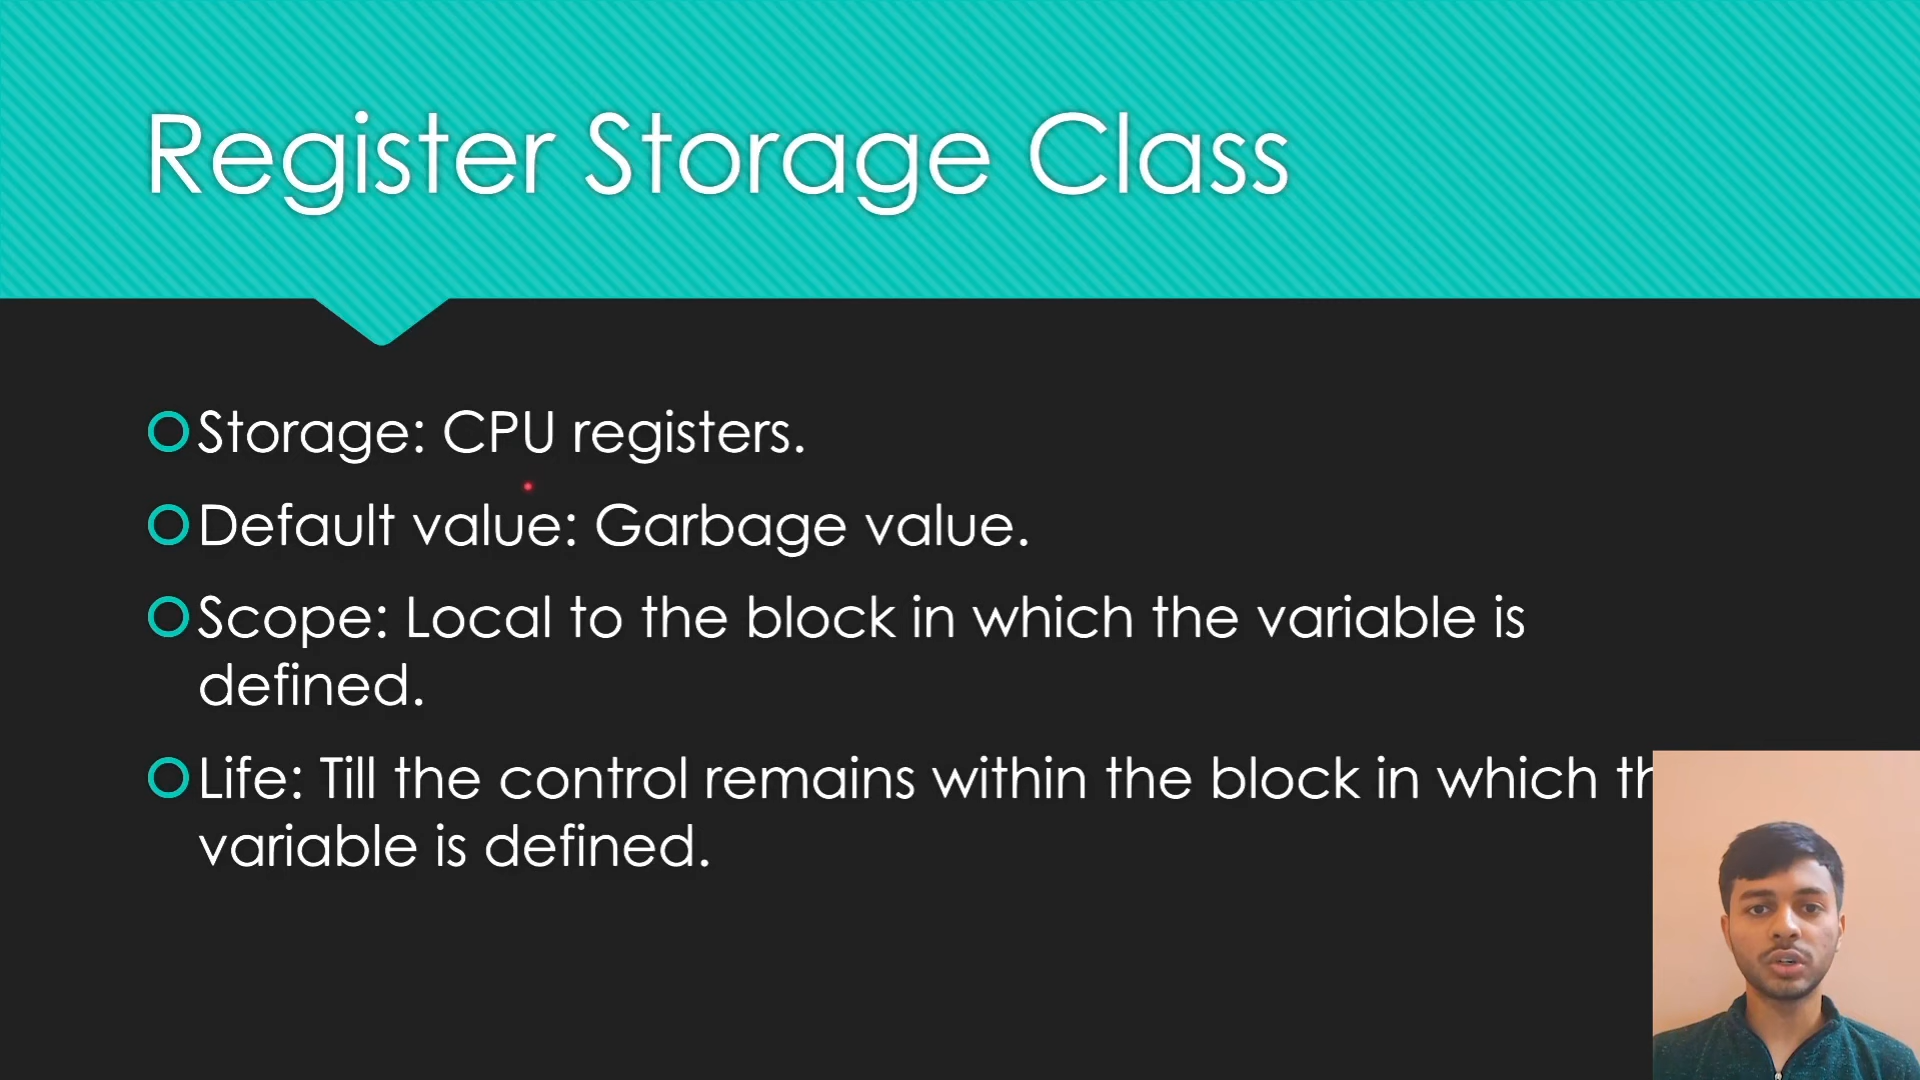 Register Storage Class
Storage: CPU registers.
Default value: Garbage value.
Scope: Local to the block in which the variable is
defined.
Life: Till the control remains within the block in which
variable is defined.